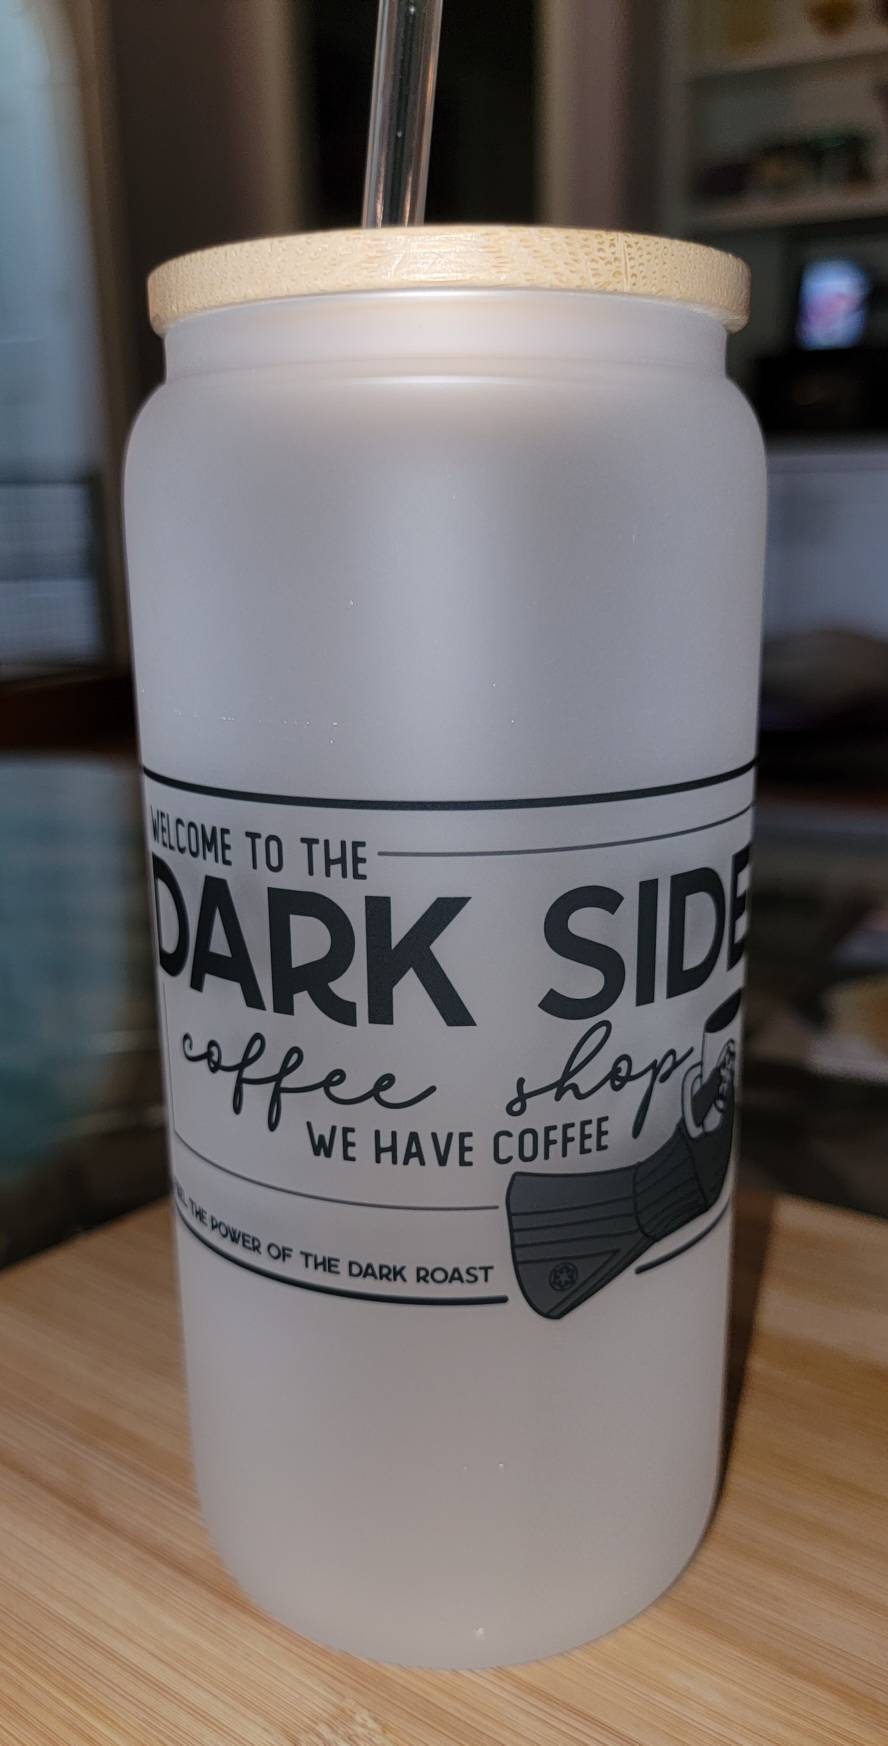 WELCOME TO THE
DARK SIDE
coffee shop
WE HAVE COFFEE
THE POWER OF THE DARK ROAST